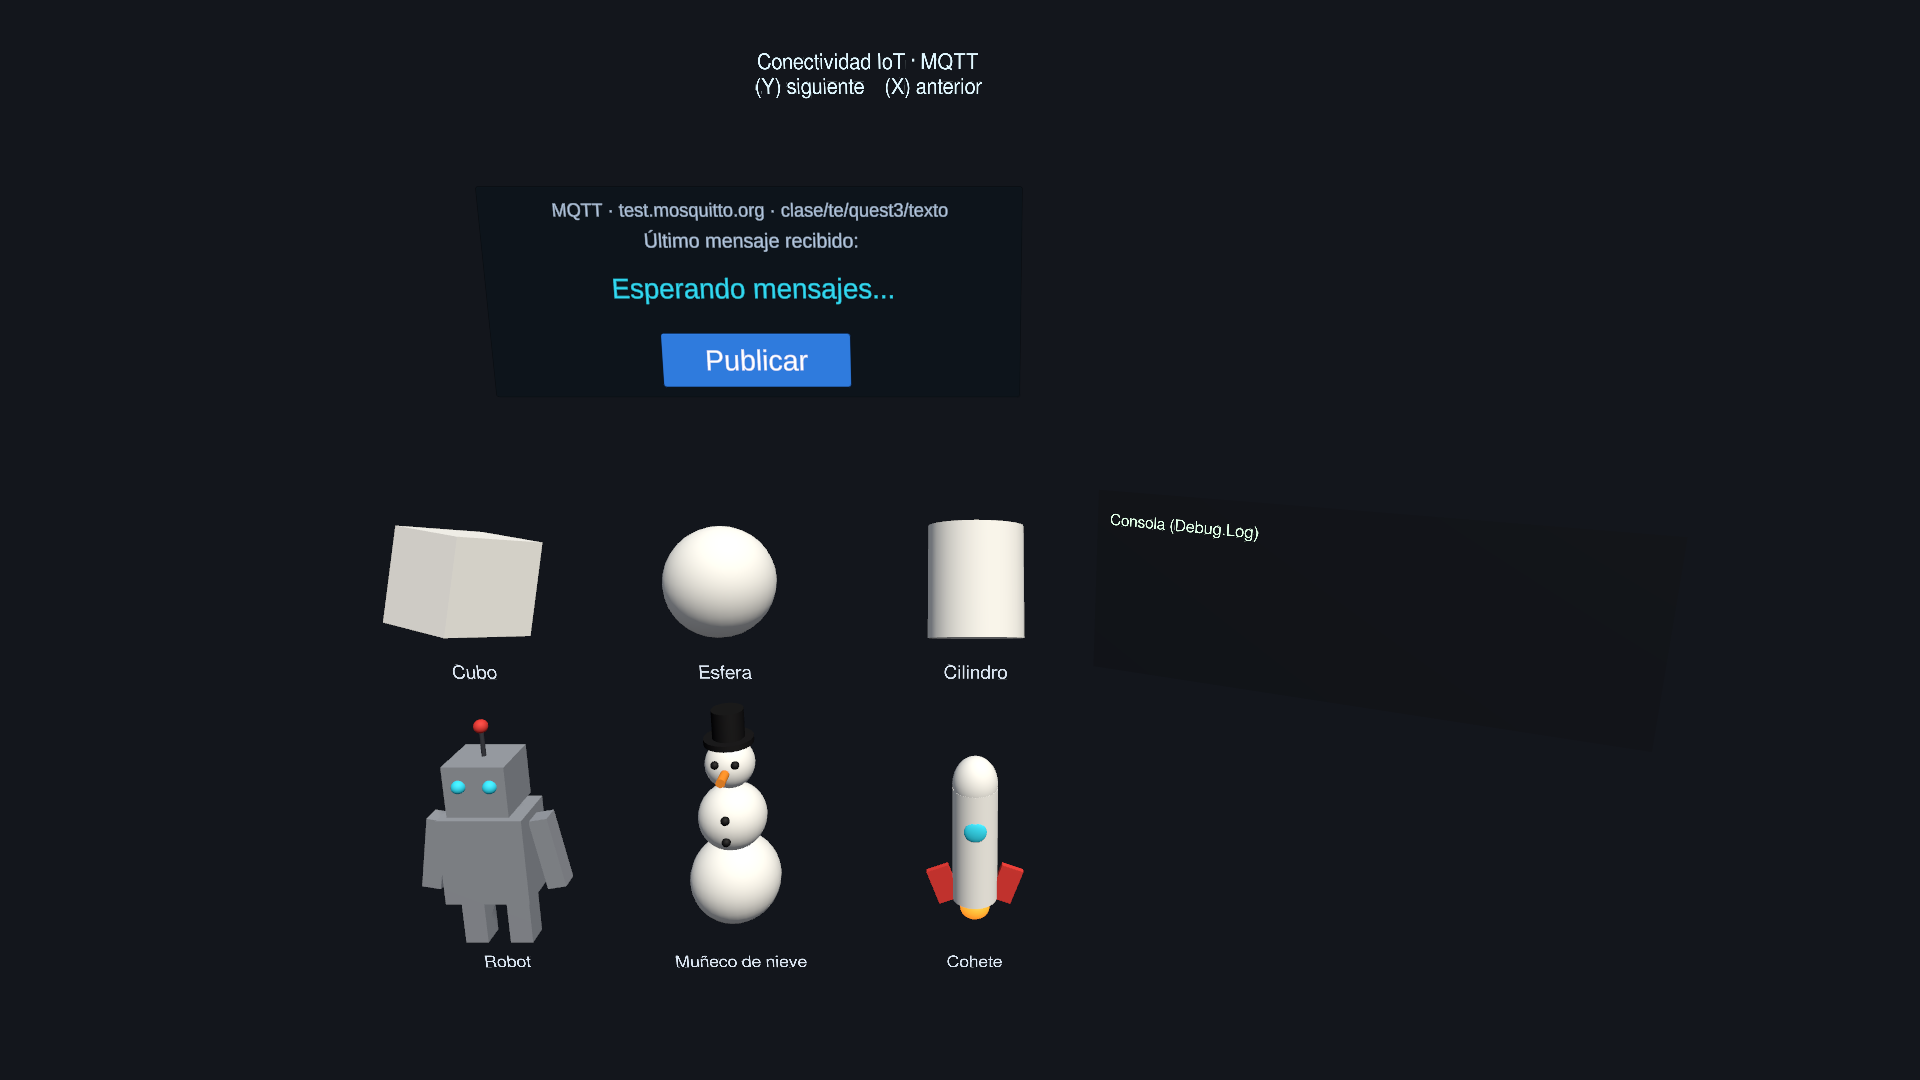 Conectividad IoT · MQTT
(Y) siguiente (X) anterior
MQTT · test.mosquitto.org · clase/te/quest3/texto
Último mensaje recibido:
Esperando mensajes...
Publicar
Consola (Debug.Log)
Cubo
Esfera
Cilindro
Robot
Muñeco de nieve
Cohete